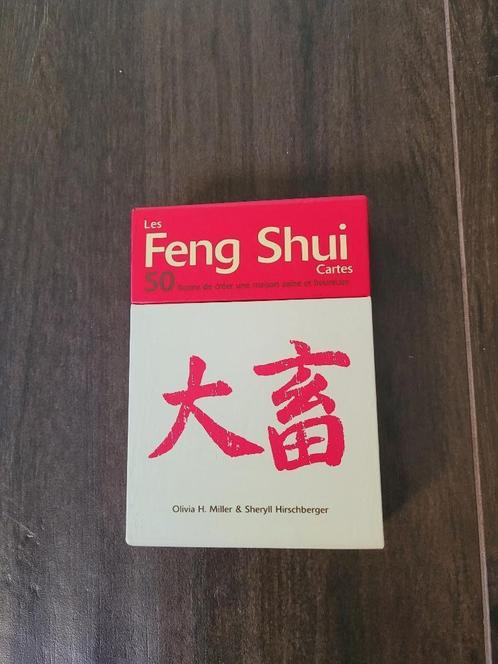 Les
Feng Shui
Cartes
50 façons de créer une maison saine et heureuse
大畜
Olivia H. Miller & Sheryll Hirschberger